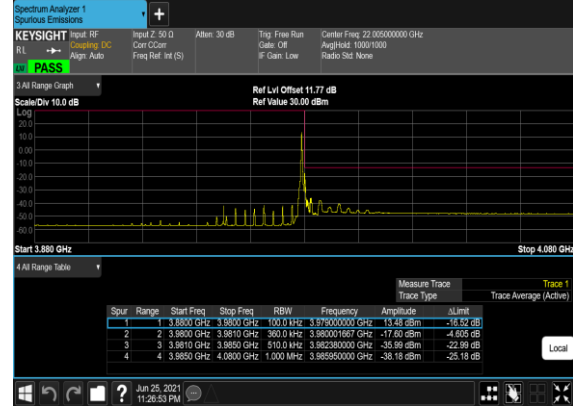 Spectrum Analyzer 1
Spurious Emissions
+
KEYSIGHT Input: RF Input Z: 50 Ω Atten: 30 dB Trig: Free Run Center Freq: 22.005000000 GHz
RL Coupling: DC Corr CCorr Gate: Off Avg|Hold: 1000/1000
Align: Auto Freq Ref: Int (S) IF Gain: Low Radio Std: None
LNI PASS
3 All Range Graph Ref Lvl Offset 11.77 dB
Scale/Div 10.0 dB Ref Value 30.00 dBm
Log
20.0
10.0
0.00
-10.0
-20.0
-30.0
-40.0
-50.0
-60.0
Start 3.880 GHz Stop 4.080 GHz
4 All Range Table
Measure Trace Trace 1
Trace Type Trace Average (Active)
Spur Range Start Freq Stop Freq RBW Frequency Amplitude ΔLimit
1 1 3.8800 GHz 3.9800 GHz 100.0 kHz 3.979000000 GHz 13.48 dBm -16.52 dB
2 2 3.9800 GHz 3.9810 GHz 360.0 kHz 3.980001667 GHz -17.60 dBm -4.605 dB
3 3 3.9810 GHz 3.9850 GHz 510.0 kHz 3.982380000 GHz -35.99 dBm -22.99 dB
4 4 3.9850 GHz 4.0800 GHz 1.000 MHz 3.985950000 GHz -38.18 dBm -25.18 dB
Local
? Jun 25, 2021
11:26:53 PM